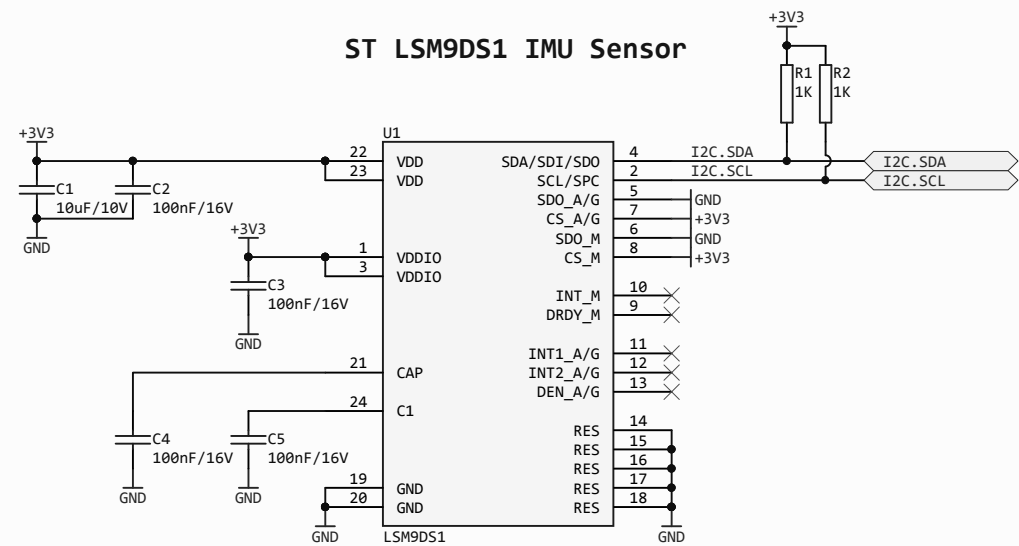 ST LSM9DS1 IMU Sensor
+3V3
R1
1K
R2
1K
+3V3
C1
10uF/10V
C2
100nF/16V
GND
+3V3
C3
100nF/16V
GND
C4
100nF/16V
GND
C5
100nF/16V
GND
U1
22 VDD
23 VDD
1 VDDIO
3 VDDIO
21 CAP
24 C1
19 GND
20 GND
GND
LSM9DS1
SDA/SDI/SDO 4 I2C.SDA I2C.SDA
SCL/SPC 2 I2C.SCL I2C.SCL
SDO_A/G 5 GND
CS_A/G 7 +3V3
SDO_M 6 GND
CS_M 8 +3V3
INT_M 10
DRDY_M 9
INT1_A/G 11
INT2_A/G 12
DEN_A/G 13
RES 14
RES 15
RES 16
RES 17
RES 18
GND